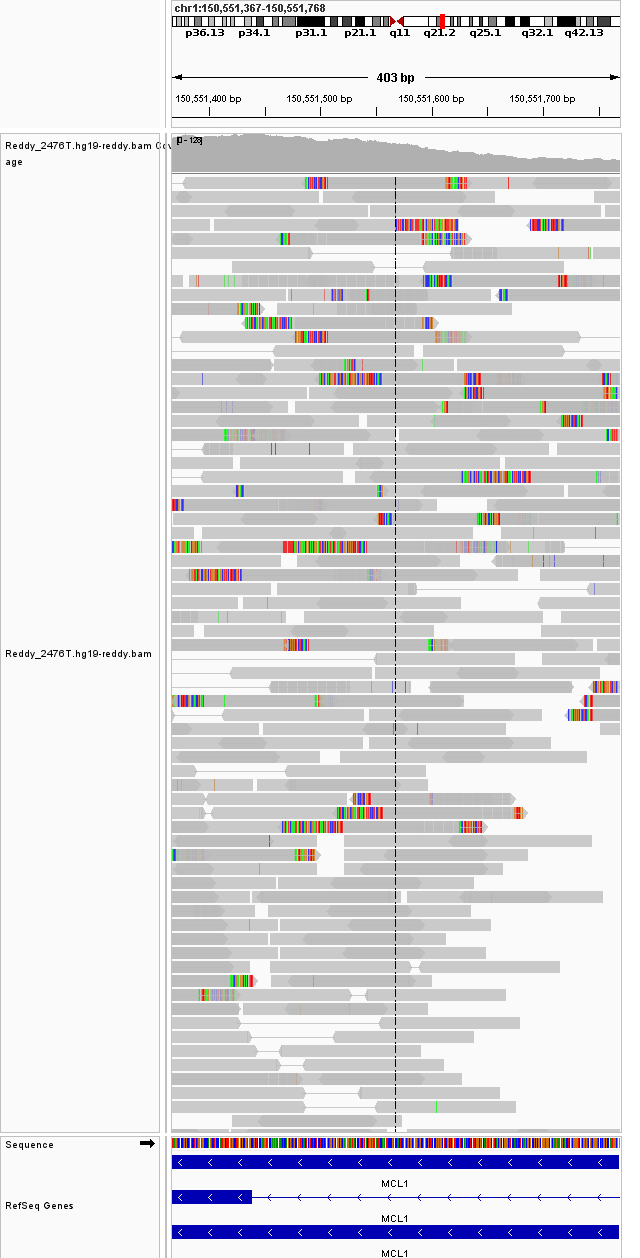 chr1:150,551,367-150,551,768
p36.13 p34.1 p31.1 p21.1 q11 q21.2 q25.1 q32.1 q42.13
403 bp
150,551,400 bp 150,551,500 bp 150,551,600 bp 150,551,700 bp
Reddy_2476T.hg19-reddy.bam Cov
age
[0 - 128]
Reddy_2476T.hg19-reddy.bam
Sequence
MCL1
RefSeq Genes
MCL1
MCL1